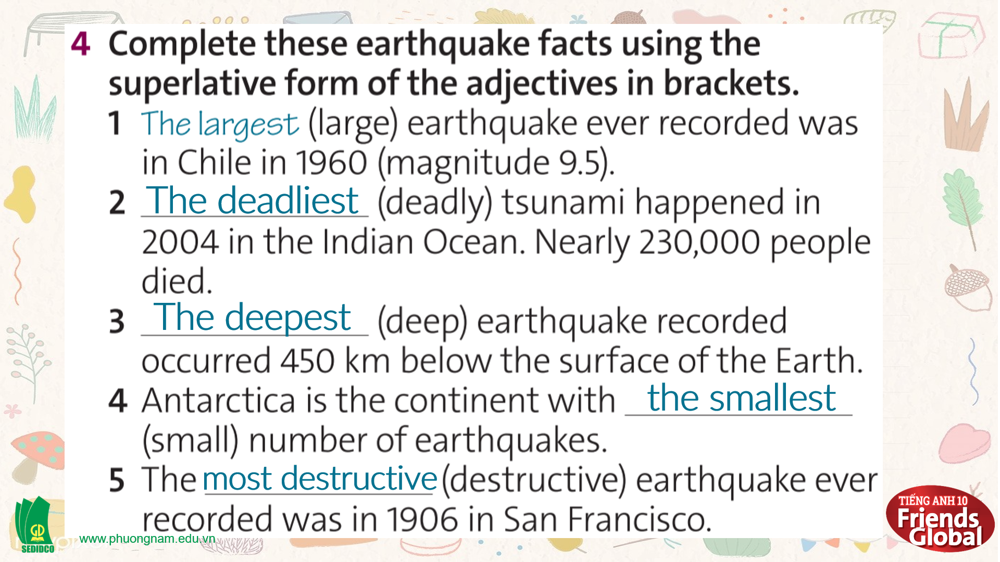 4 Complete these earthquake facts using the
superlative form of the adjectives in brackets.
1 The largest (large) earthquake ever recorded was
in Chile in 1960 (magnitude 9.5).
2 The deadliest (deadly) tsunami happened in
2004 in the Indian Ocean. Nearly 230,000 people
died.
3 The deepest (deep) earthquake recorded
occurred 450 km below the surface of the Earth.
4 Antarctica is the continent with the smallest
(small) number of earthquakes.
5 The most destructive (destructive) earthquake ever
recorded was in 1906 in San Francisco.
GD
SEDIDCO
www.phuongnam.edu.vn
TIẾNG ANH 10
Friends
Global